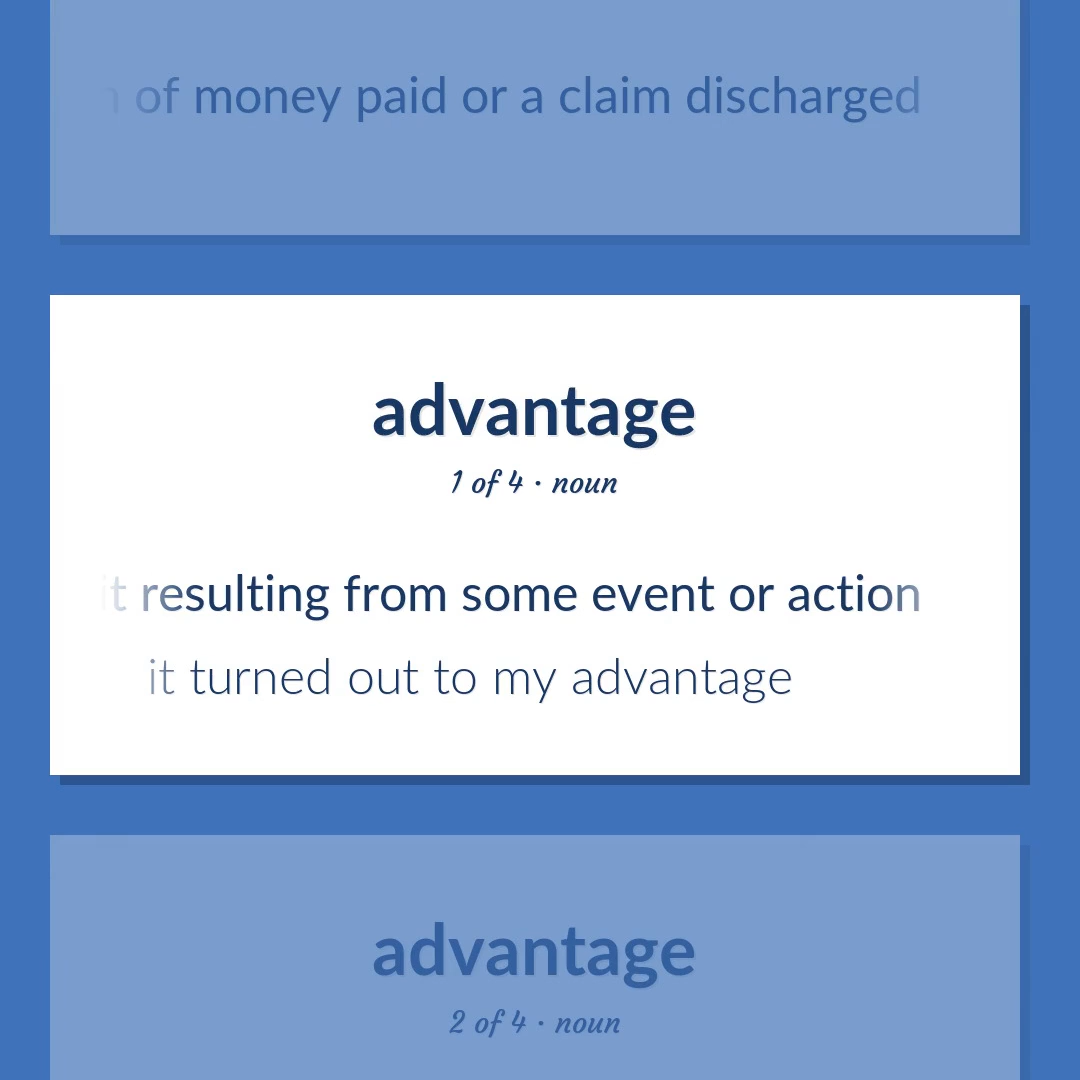 of money paid or a claim discharged
advantage
1 of 4 · noun
it resulting from some event or action
it turned out to my advantage
advantage
2 of 4 · noun